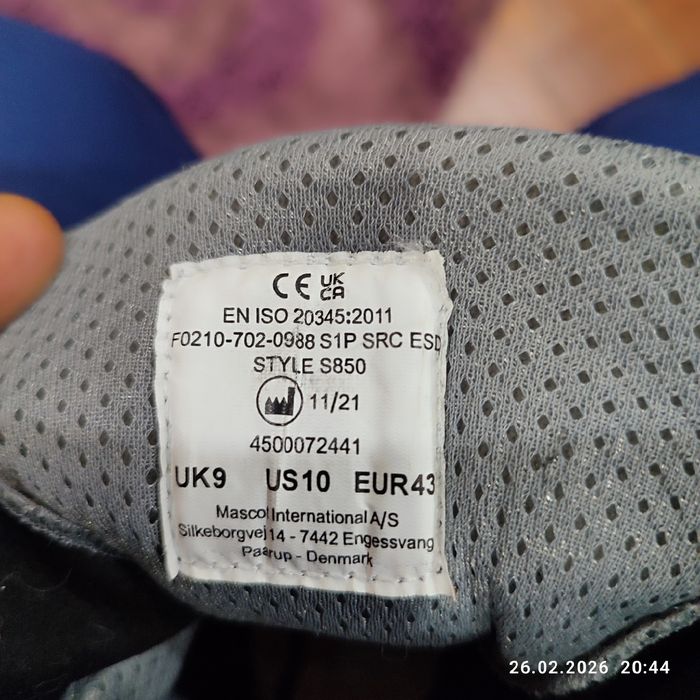 CE UK CA
EN ISO 20345:2011
F0210-702-0988 S1P SRC ESD
STYLE S850
11/21
4500072441
UK9 US10 EUR43
Mascot International A/S
Silkeborgvej 14 - 7442 Engesvang
Paarup - Denmark
26.02.2026 20:44